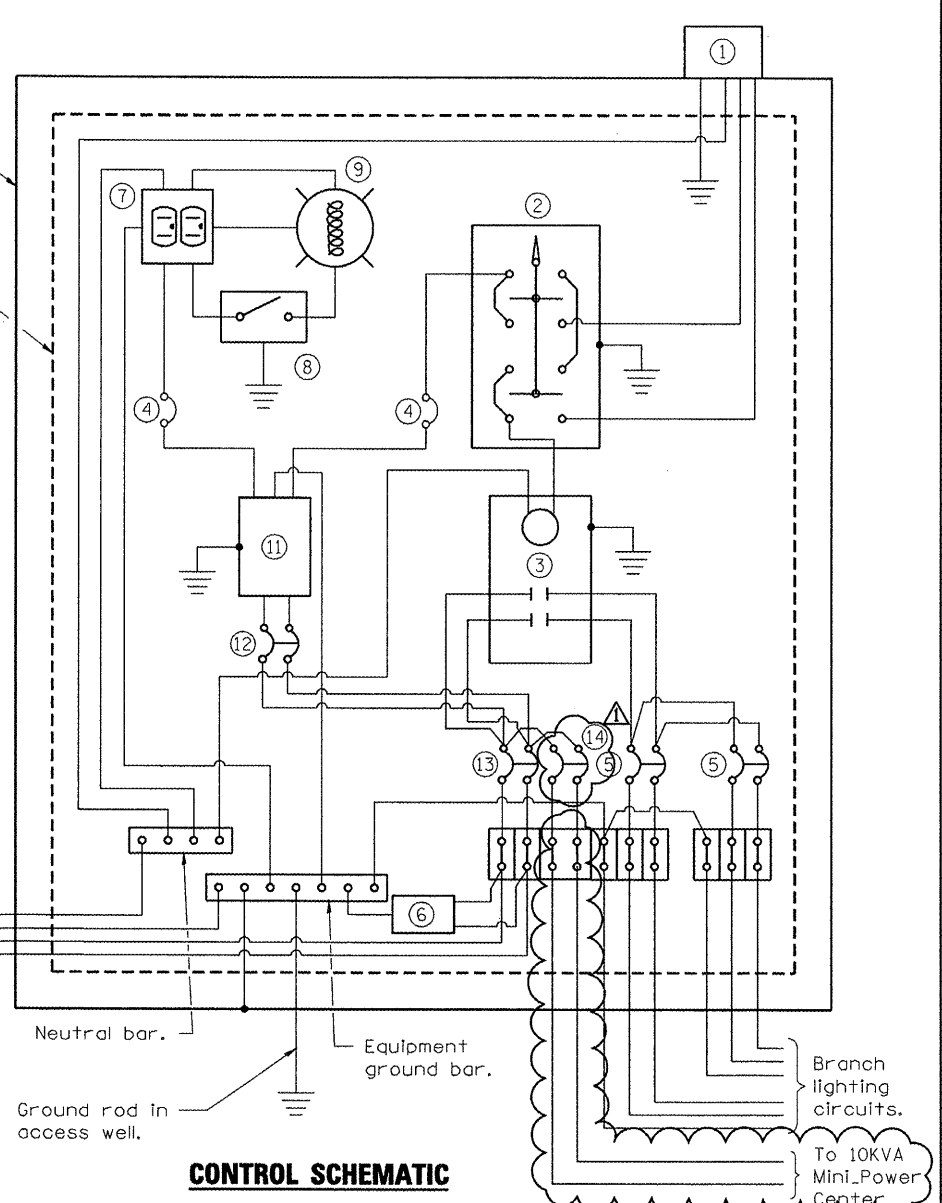 1
9
7
2
8
4
4
11
3
12
1
14
13
5
5
6
Neutral bar.
Equipment
ground bar.
Ground rod in
access well.
Branch
lighting
circuits.
To 10KVA
Mini_Power
Center
CONTROL SCHEMATIC